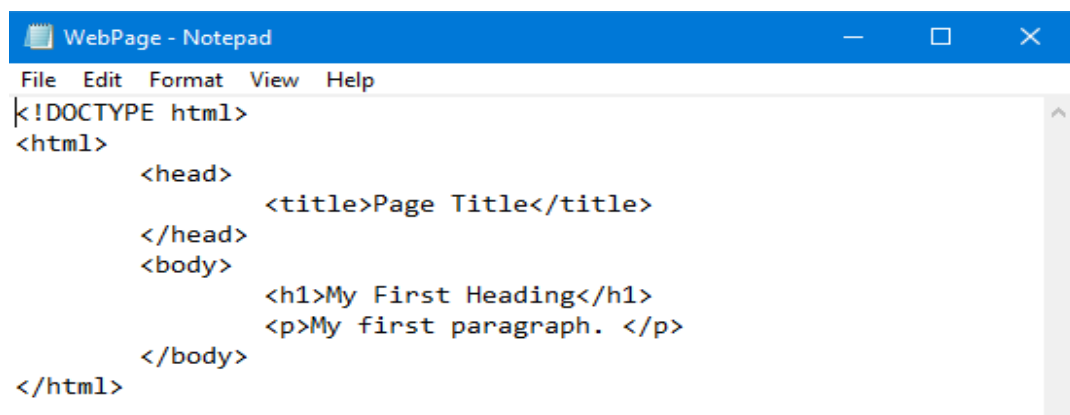 WebPage - Notepad
File Edit Format View Help
<!DOCTYPE html>
<html>
<head>
<title>Page Title</title>
</head>
<body>
<h1>My First Heading</h1>
<p>My first paragraph. </p>
</body>
</html>